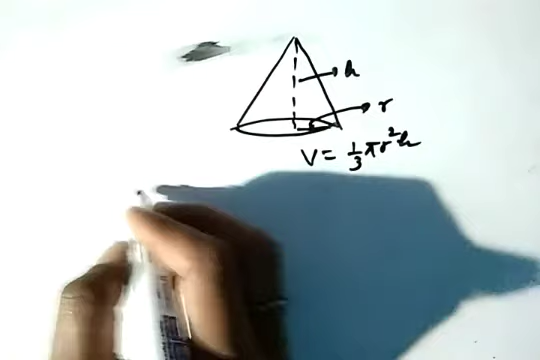 h
r
V = 1/3 πr²h